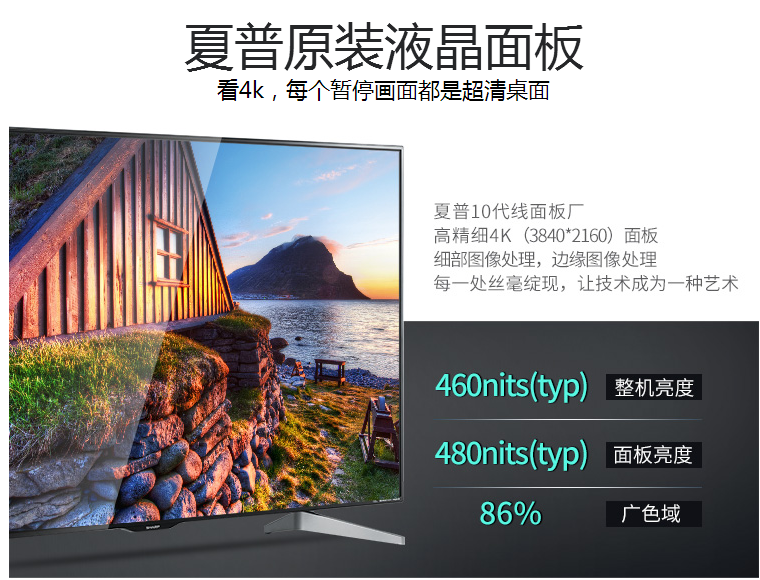 夏普原装液晶面板
看4k，每个暂停画面都是超清桌面
夏普10代线面板厂
高精细4K（3840*2160）面板
细部图像处理，边缘图像处理
每一处丝毫绽现，让技术成为一种艺术
460nits(typ) 整机亮度
480nits(typ) 面板亮度
86% 广色域
SHARP